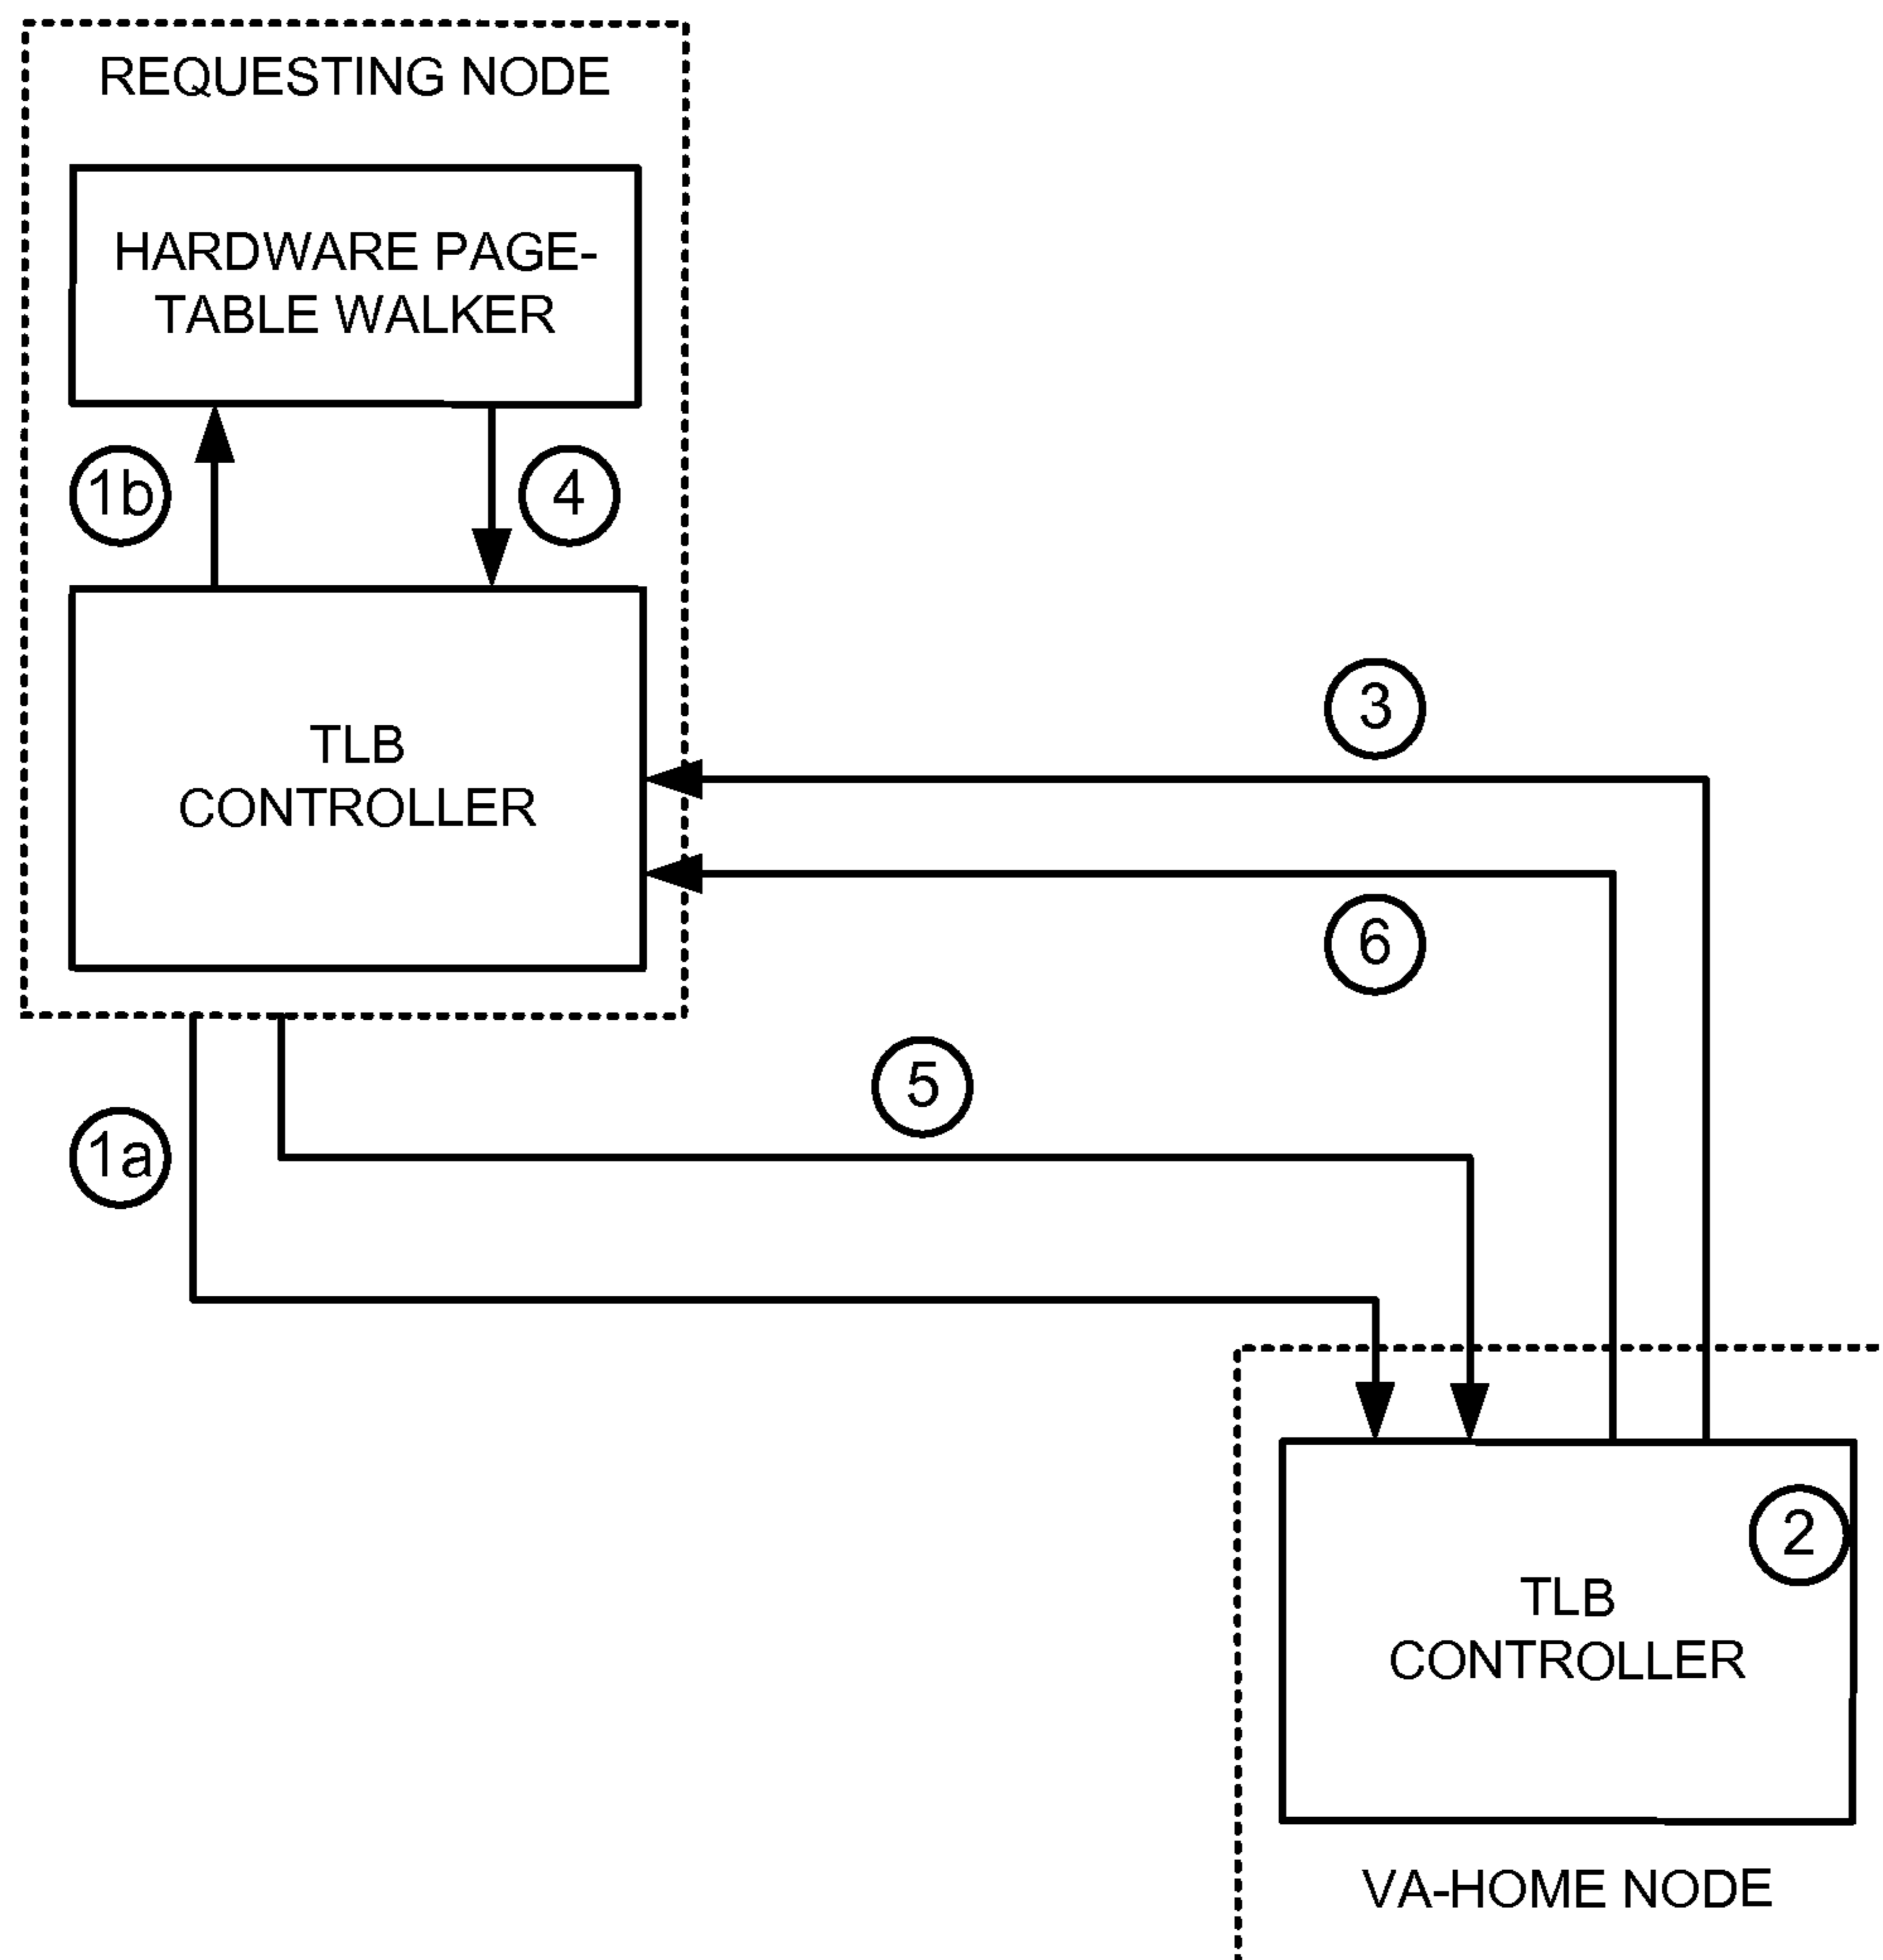 REQUESTING NODE
HARDWARE PAGE-
TABLE WALKER
1b
4
TLB
CONTROLLER
3
6
5
1a
2
TLB
CONTROLLER
VA-HOME NODE